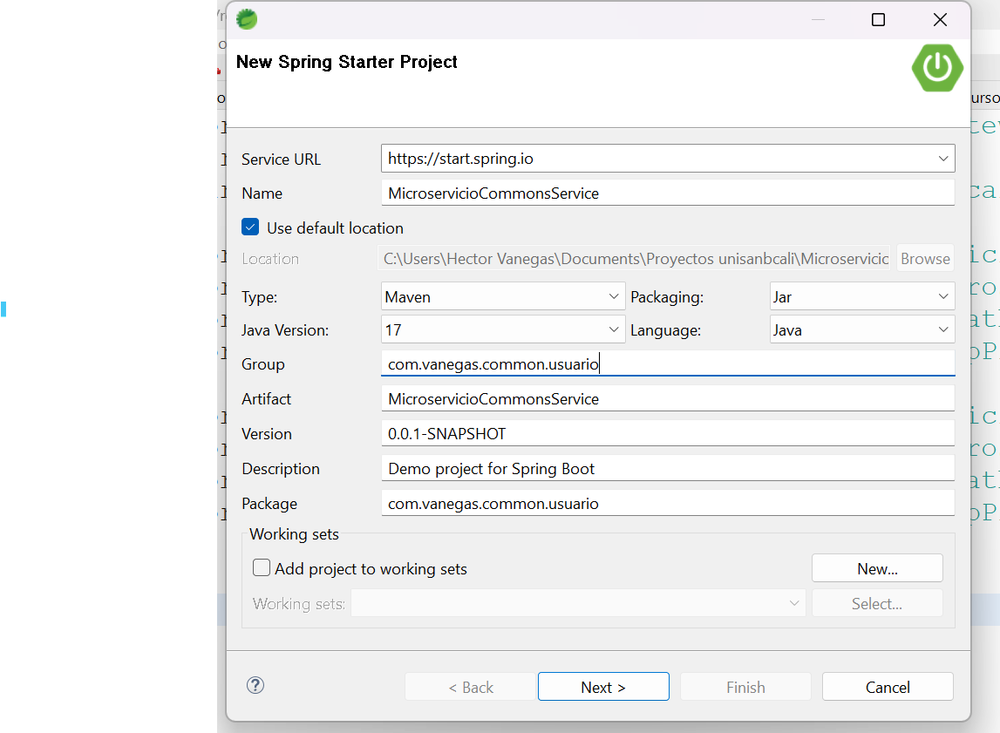 New Spring Starter Project
Service URL https://start.spring.io
Name MicroservicioCommonsService
Use default location
Location C:\Users\Hector Vanegas\Documents\Proyectos unisanbcali\Microservicic Browse
Type: Maven Packaging: Jar
Java Version: 17 Language: Java
Group com.vanegas.common.usuario
Artifact MicroservicioCommonsService
Version 0.0.1-SNAPSHOT
Description Demo project for Spring Boot
Package com.vanegas.common.usuario
Working sets
Add project to working sets New...
Working sets: Select...
? < Back Next > Finish Cancel